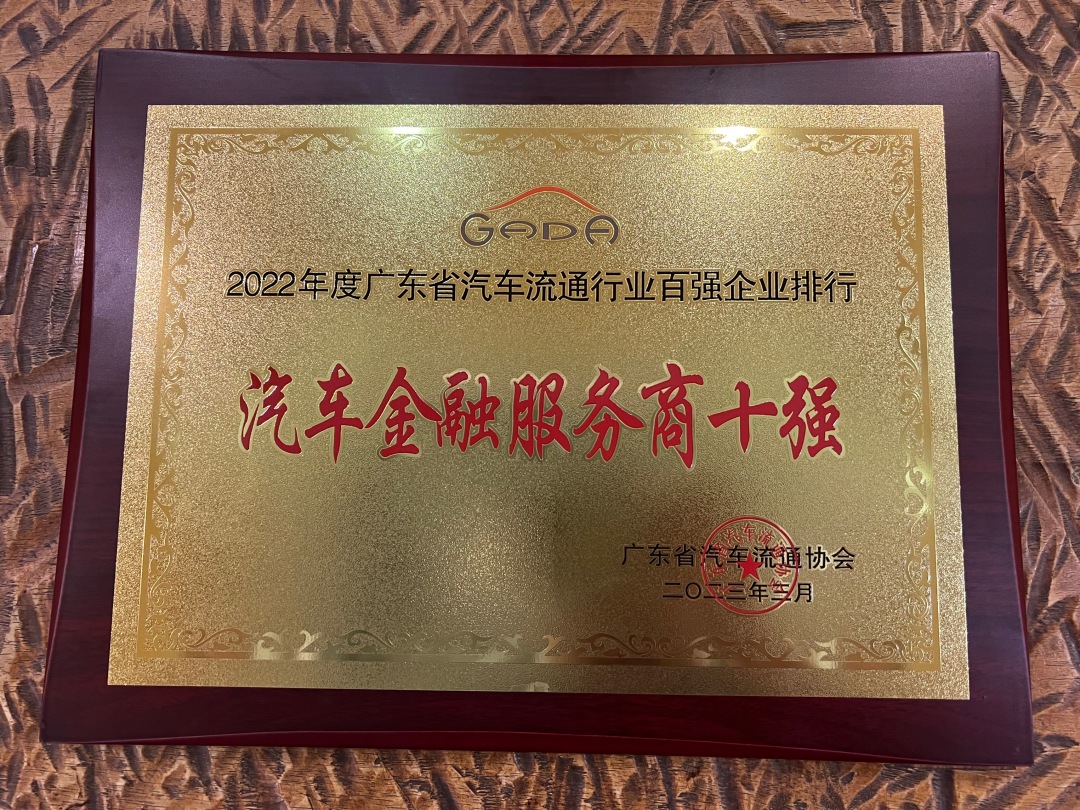 GADA
2022年度广东省汽车流通行业百强企业排行
汽车金融服务商十强
广东省汽车流通协会
二〇二三年三月